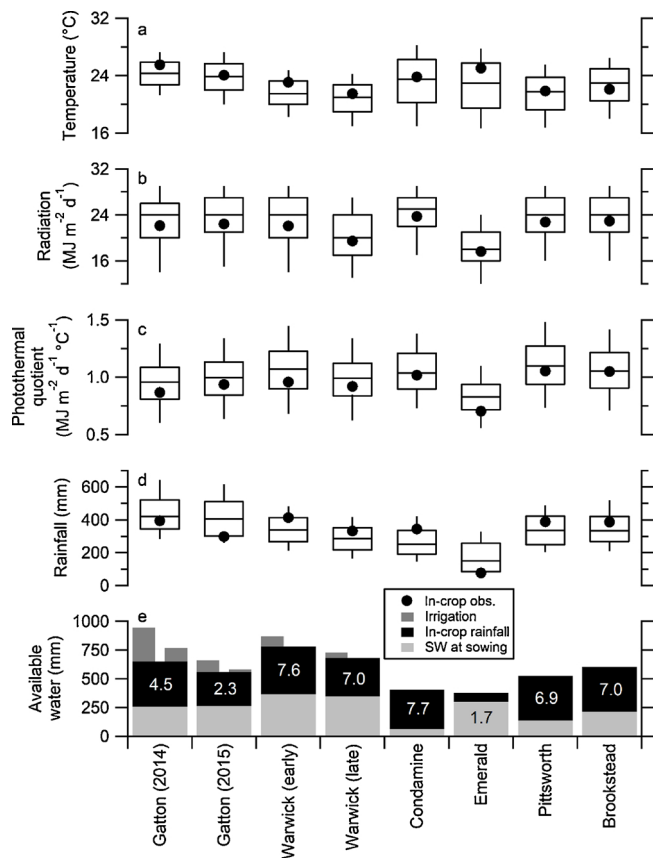 Temperature (°C)
32
24
16
a
Radiation
(MJ m⁻² d⁻¹)
32
24
16
b
Photothermal
quotient
(MJ m⁻² d⁻¹ °C⁻¹)
1.5
1.0
0.5
c
Rainfall (mm)
600
400
200
0
d
In-crop obs.
Irrigation
In-crop rainfall
SW at sowing
Available
water (mm)
1000
750
500
250
0
e
4.5
2.3
7.6
7.0
7.7
1.7
6.9
7.0
Gatton (2014)
Gatton (2015)
Warwick (early)
Warwick (late)
Condamine
Emerald
Pittsworth
Brookstead